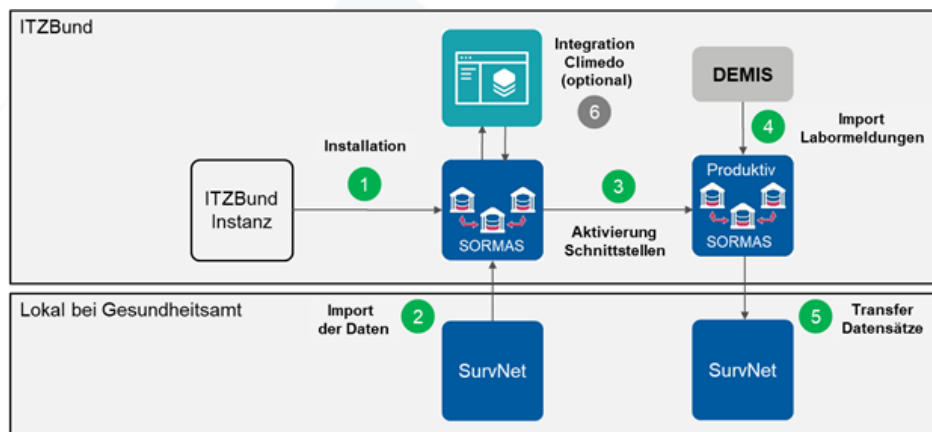 ITZBund
Integration
Climedo
(optional)
6
DEMIS
4
Import
Labormeldungen
Installation
1
ITZBund
Instanz
SORMAS
3
Aktivierung
Schnittstellen
Produktiv
SORMAS
Lokal bei Gesundheitsamt
Import
der Daten
2
SurvNet
5
Transfer
Datensätze
SurvNet